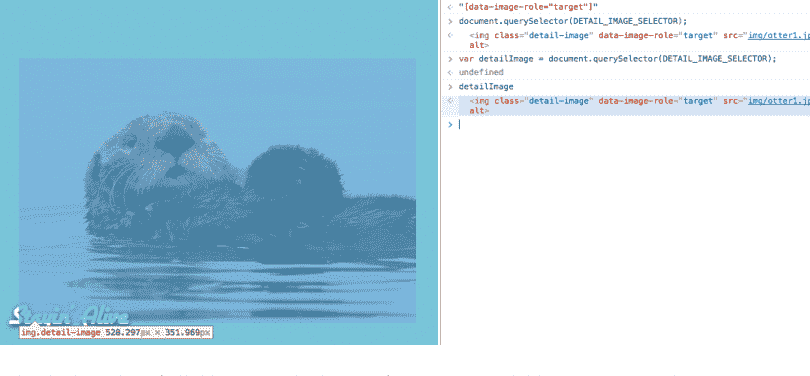 Stayin' Alive
img.detail-image 528.297px × 351.969px
"[data-image-role="target"]"
document.querySelector(DETAIL_IMAGE_SELECTOR);
<img class="detail-image" data-image-role="target" src="img/otter1.jp
alt>
var detailImage = document.querySelector(DETAIL_IMAGE_SELECTOR);
undefined
detailImage
<img class="detail-image" data-image-role="target" src="img/otter1.jp
alt>